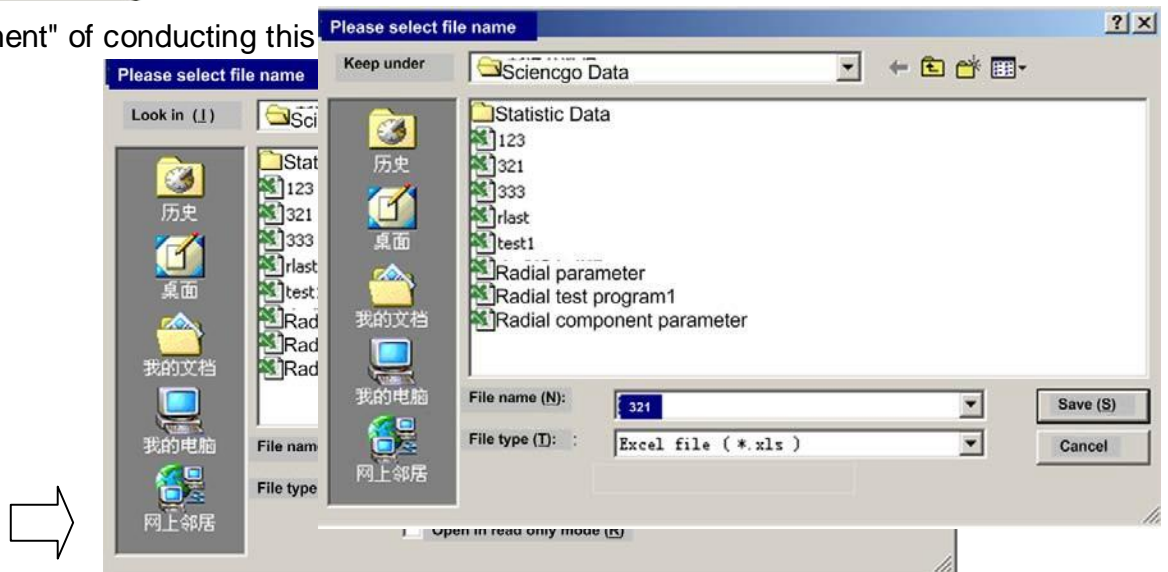 nent" of conducting this
Please select file name
Keep under
Sciencgo Data
历史
桌面
我的文档
我的电脑
网上邻居
Statistic Data
123
321
333
rlast
test1
Radial parameter
Radial test program1
Radial component parameter
File name (N):
321
Save (S)
File type (T): :
Excel file ( *.xls )
Cancel
Please select file name
Look in (I)
Sci
历史
桌面
我的文档
我的电脑
网上邻居
Stat
123
321
333
rlast
test
Rad
Rad
Rad
File nam
File type
Open in read only mode (R)